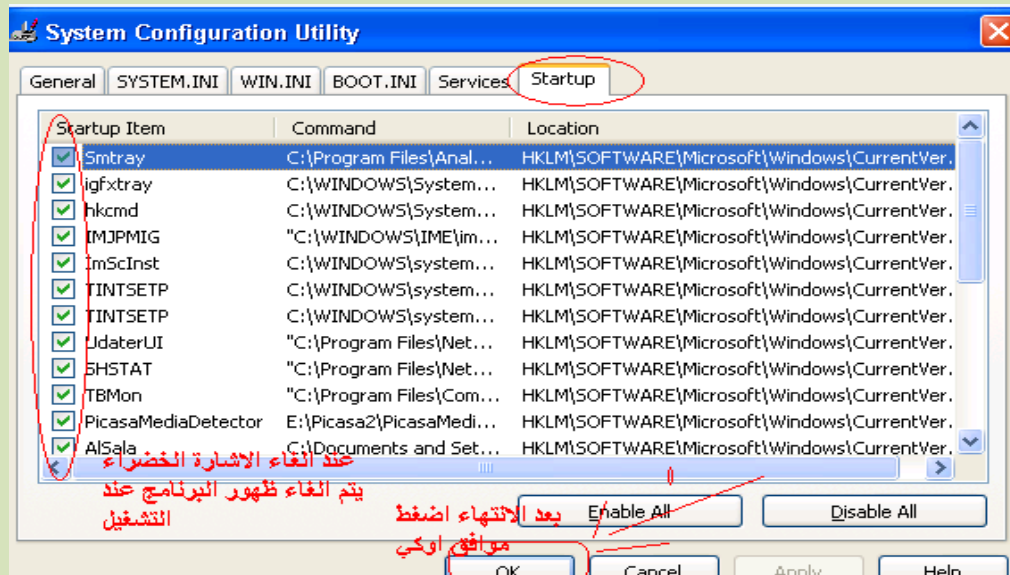 System Configuration Utility
General SYSTEM.INI WIN.INI BOOT.INI Services Startup
Startup Item Command Location
Smtray C:\Program Files\Anal... HKLM\SOFTWARE\Microsoft\Windows\CurrentVer.
igfxtray C:\WINDOWS\System... HKLM\SOFTWARE\Microsoft\Windows\CurrentVer.
hkcmd C:\WINDOWS\System... HKLM\SOFTWARE\Microsoft\Windows\CurrentVer.
IMJPMIG "C:\WINDOWS\IME\im... HKLM\SOFTWARE\Microsoft\Windows\CurrentVer.
ImScInst C:\WINDOWS\system... HKLM\SOFTWARE\Microsoft\Windows\CurrentVer.
TINTSETP C:\WINDOWS\system... HKLM\SOFTWARE\Microsoft\Windows\CurrentVer.
TINTSETP C:\WINDOWS\system... HKLM\SOFTWARE\Microsoft\Windows\CurrentVer.
UdaterUI "C:\Program Files\Net... HKLM\SOFTWARE\Microsoft\Windows\CurrentVer.
SHSTAT "C:\Program Files\Net... HKLM\SOFTWARE\Microsoft\Windows\CurrentVer.
TBMon "C:\Program Files\Com... HKLM\SOFTWARE\Microsoft\Windows\CurrentVer.
PicasaMediaDetector E:\Picasa2\PicasaMedi... HKLM\SOFTWARE\Microsoft\Windows\CurrentVer.
AlSala C:\Documents and Set... HKLM\SOFTWARE\Microsoft\Windows\CurrentVer.
عند الغاء الاشارة الخضراء
يتم الغاء ظهور البرنامج عند
التشغيل
بعد الانتهاء اضغط
موافق اوكي
Enable All Disable All
OK Cancel Apply Help